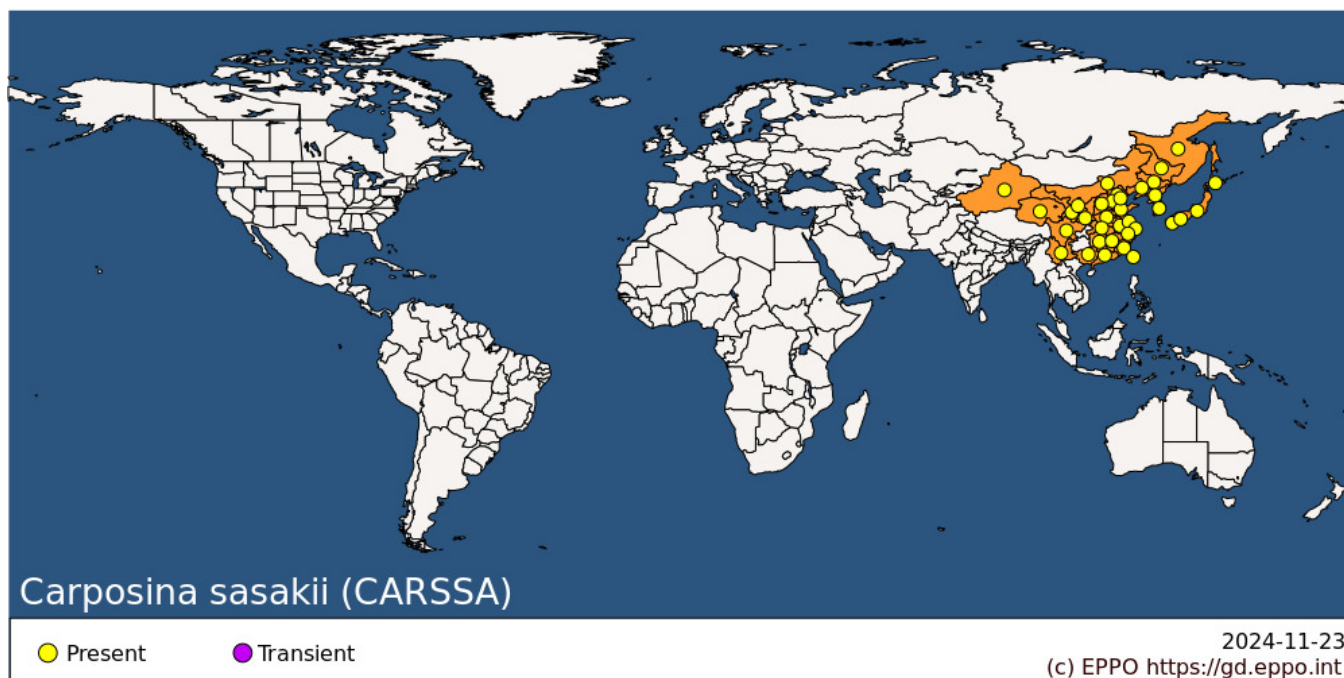 Carposina sasakii (CARSSA)
Present
Transient
2024-11-23
(c) EPPO https://gd.eppo.int